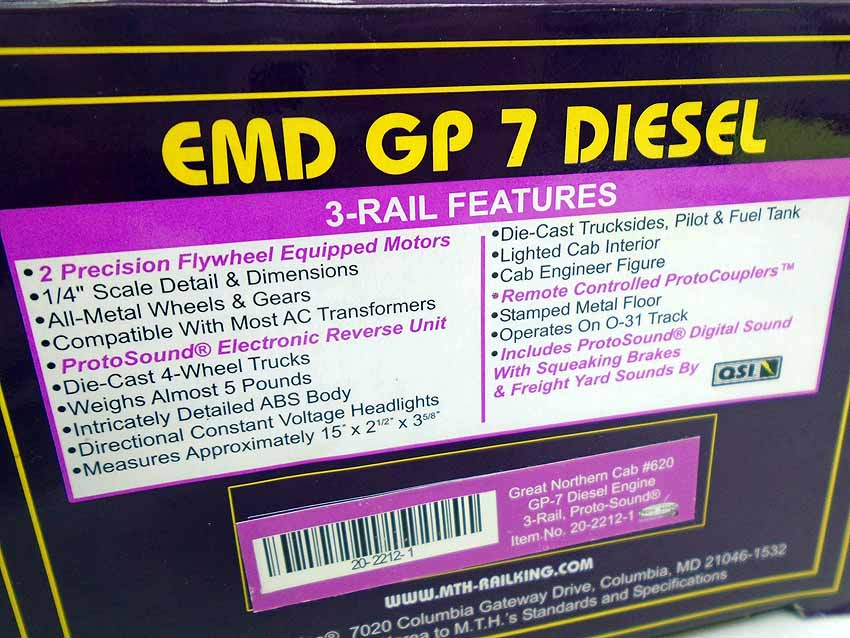 EMD GP 7 DIESEL
3-RAIL FEATURES
•2 Precision Flywheel Equipped Motors
•1/4" Scale Detail & Dimensions
•All-Metal Wheels & Gears
•Compatible With Most AC Transformers
•ProtoSound® Electronic Reverse Unit
•Die-Cast 4-Wheel Trucks
•Weighs Almost 5 Pounds
•Intricately Detailed ABS Body
•Directional Constant Voltage Headlights
•Measures Approximately 15" x 2 1/2" x 3 5/8"
•Die-Cast Trucksides, Pilot & Fuel Tank
•Lighted Cab Interior
•Cab Engineer Figure
•Remote Controlled ProtoCouplers™
•Stamped Metal Floor
•Operates On O-31 Track
•Includes ProtoSound® Digital Sound
With Squeaking Brakes
& Freight Yard Sounds By
QSI
Great Northern Cab #620
GP-7 Diesel Engine
3-Rail, Proto-Sound®
Item No. 20-2212-1
20-2212-1
WWW.MTH-RAILKING.COM
7020 Columbia Gateway Drive, Columbia, MD 21046-1532
to M.T.H.'s Standards and Specifications